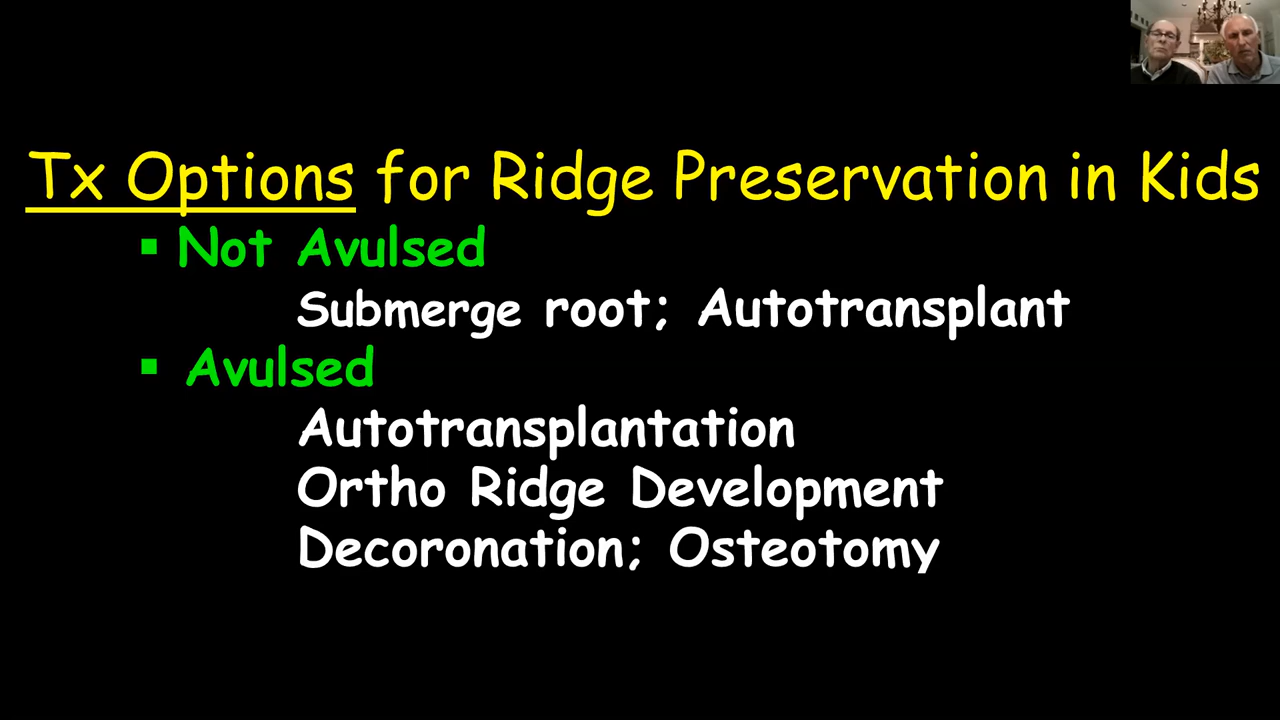 Tx Options for Ridge Preservation in Kids
▪ Not Avulsed
Submerge root; Autotransplant
▪ Avulsed
Autotransplantation
Ortho Ridge Development
Decoronation; Osteotomy